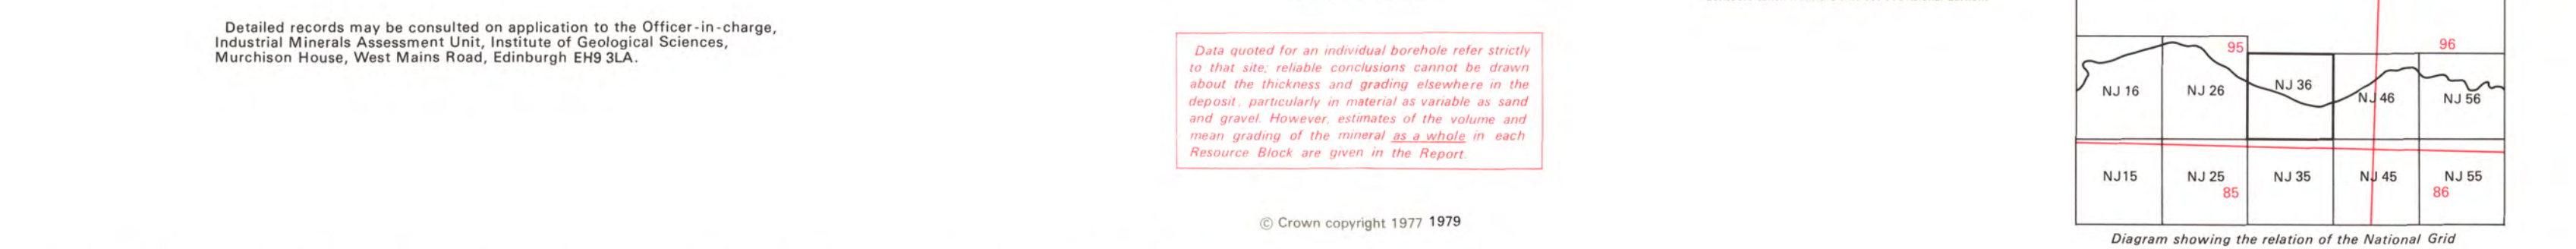 Detailed records may be consulted on application to the Officer-in-charge,
Industrial Minerals Assessment Unit, Institute of Geological Sciences,
Murchison House, West Mains Road, Edinburgh EH9 3LA.
Data quoted for an individual borehole refer strictly
to that site; reliable conclusions cannot be drawn
about the thickness and grading elsewhere in the
deposit, particularly in material as variable as sand
and gravel. However, estimates of the volume and
mean grading of the mineral as a whole in each
Resource Block are given in the Report.
© Crown copyright 1977 1979
95
96
NJ 16
NJ 26
NJ 36
NJ 46
NJ 56
NJ15
NJ 25
NJ 35
NJ 45
NJ 55
85
86
Diagram showing the relation of the National Grid